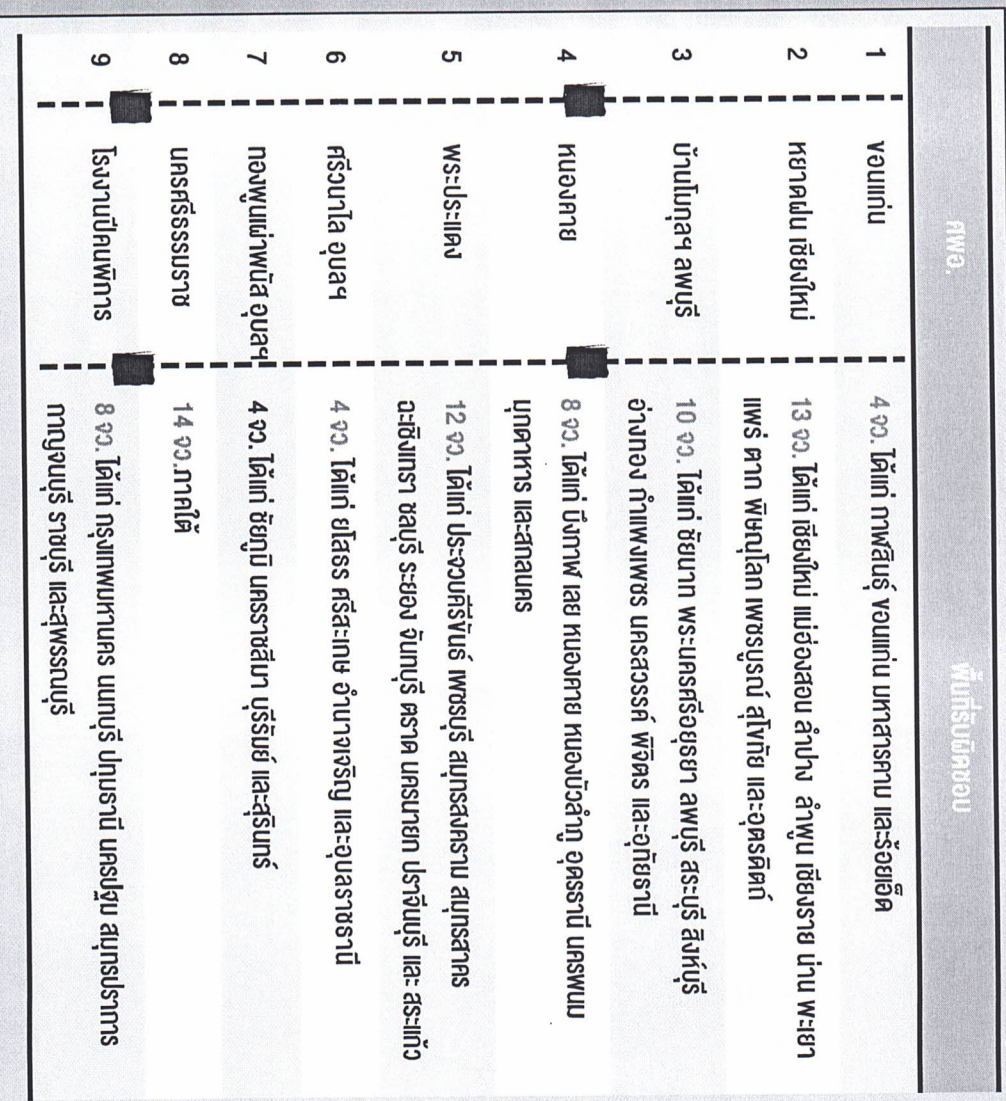 ศพอ. พื้นที่รับผิดชอบ
1 ขอนแก่น 4 จว. ได้แก่ กาฬสินธุ์ ขอนแก่น มหาสารคาม และร้อยเอ็ด
2 หยาดฝน เชียงใหม่ 13 จว. ได้แก่ เชียงใหม่ แม่ฮ่องสอน ลำปาง ลำพูน เชียงราย น่าน พะเยา
แพร่ ตาก พิษณุโลก เพชรบูรณ์ สุโขทัย และอุตรดิตถ์
3 บ้านโมกุลฯ ลพบุรี 10 จว. ได้แก่ ชัยนาท พระนครศรีอยุธยา ลพบุรี สระบุรี สิงห์บุรี
อ่างทอง กำแพงเพชร นครสวรรค์ พิจิตร และอุทัยธานี
4 หนองคาย 8 จว. ได้แก่ บึงกาฬ เลย หนองคาย หนองบัวลำภู อุดรธานี นครพนม
มุกดาหาร และสกลนคร
5 พระประแดง 12 จว. ได้แก่ ประจวบคีรีขันธ์ เพชรบุรี สมุทรสงคราม สมุทรสาคร
ฉะเชิงเทรา ชลบุรี ระยอง จันทบุรี ตราด นครนายก ปราจีนบุรี และ สระแก้ว
6 ศรีวนาไล อุบลฯ 4 จว. ได้แก่ ยโสธร ศรีสะเกษ อำนาจเจริญ และอุบลราชธานี
7 ทองพูนเผ่าพนัส อุบลฯ 4 จว. ได้แก่ ชัยภูมิ นครราชสีมา บุรีรัมย์ และสุรินทร์
8 นครศรีธรรมราช 14 จว.ภาคใต้
9 โรงงานปีคนพิการ 8 จว. ได้แก่ กรุงเทพมหานคร นนทบุรี ปทุมธานี นครปฐม สมุทรปราการ
กาญจนบุรี ราชบุรี และสุพรรณบุรี